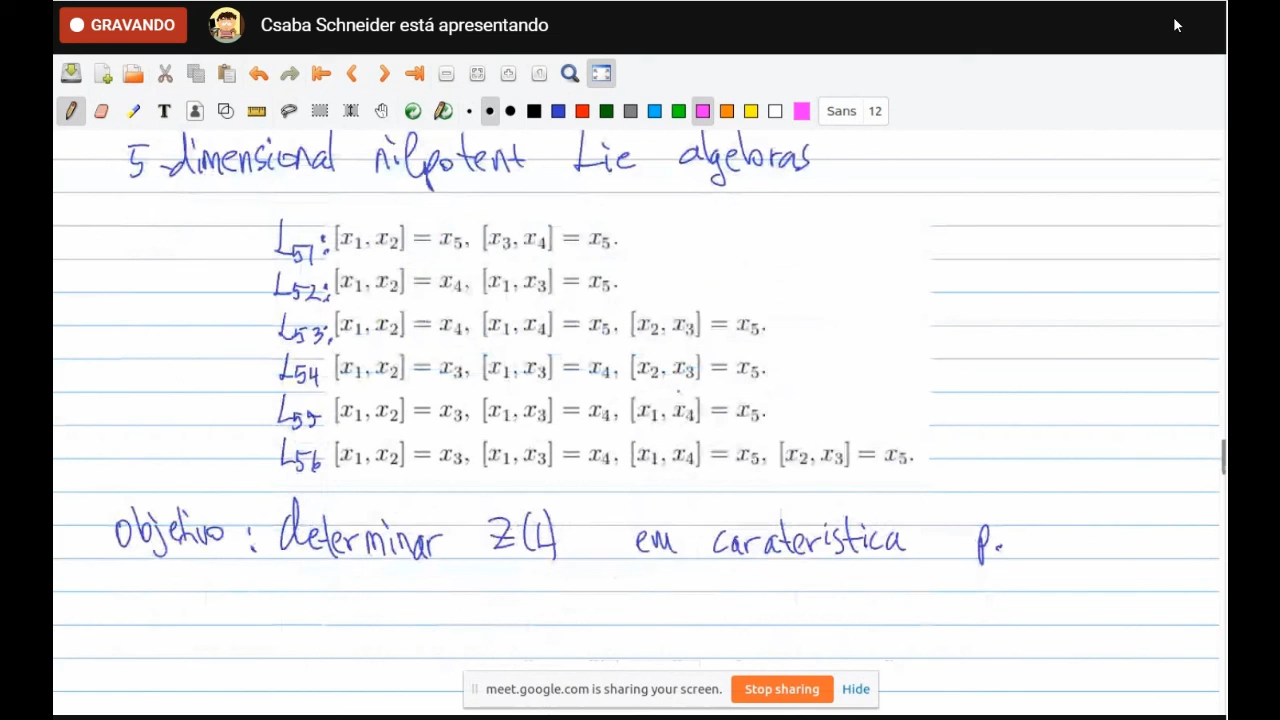 GRAVANDO Csaba Schneider está apresentando
T Sans 12
5-dimensional nilpotent Lie algebras
L51: [x₁, x₂] = x₅, [x₃, x₄] = x₅.
L52: [x₁, x₂] = x₄, [x₁, x₃] = x₅.
L53: [x₁, x₂] = x₄, [x₁, x₄] = x₅, [x₂, x₃] = x₅.
L54 [x₁, x₂] = x₃, [x₁, x₃] = x₄, [x₂, x₃] = x₅.
L55 [x₁, x₂] = x₃, [x₁, x₃] = x₄, [x₁, x₄] = x₅.
L56 [x₁, x₂] = x₃, [x₁, x₃] = x₄, [x₁, x₄] = x₅, [x₂, x₃] = x₅.
Objetivo: determinar Z(L) em caraterística p.
meet.google.com is sharing your screen. Stop sharing Hide